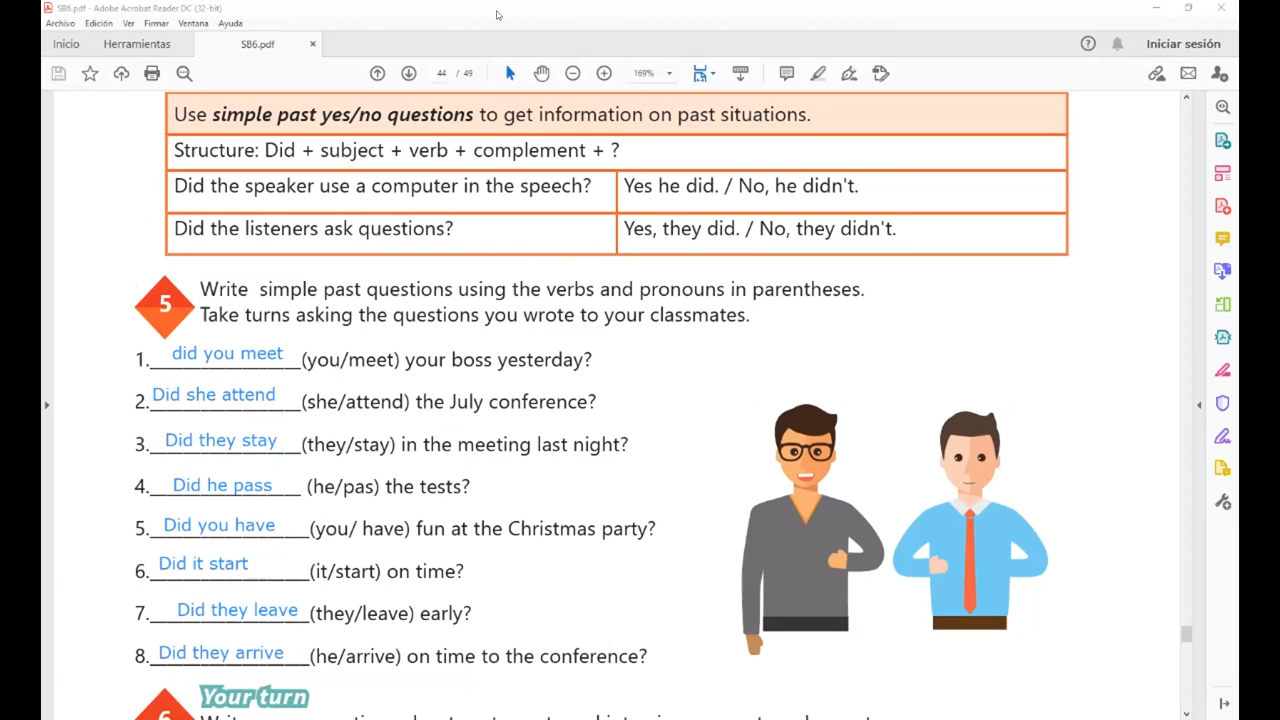 SB6.pdf - Adobe Acrobat Reader DC (32-bit)
Archivo Edición Ver Firmar Ventana Ayuda
Inicio Herramientas SB6.pdf × Iniciar sesión
44 / 49 169%
Use simple past yes/no questions to get information on past situations.
Structure: Did + subject + verb + complement + ?
Did the speaker use a computer in the speech? Yes he did. / No, he didn't.
Did the listeners ask questions? Yes, they did. / No, they didn't.
5 Write simple past questions using the verbs and pronouns in parentheses.
Take turns asking the questions you wrote to your classmates.
1. did you meet (you/meet) your boss yesterday?
2. Did she attend (she/attend) the July conference?
3. Did they stay (they/stay) in the meeting last night?
4. Did he pass (he/pas) the tests?
5. Did you have (you/ have) fun at the Christmas party?
6. Did it start (it/start) on time?
7. Did they leave (they/leave) early?
8. Did they arrive (he/arrive) on time to the conference?
6 Your turn